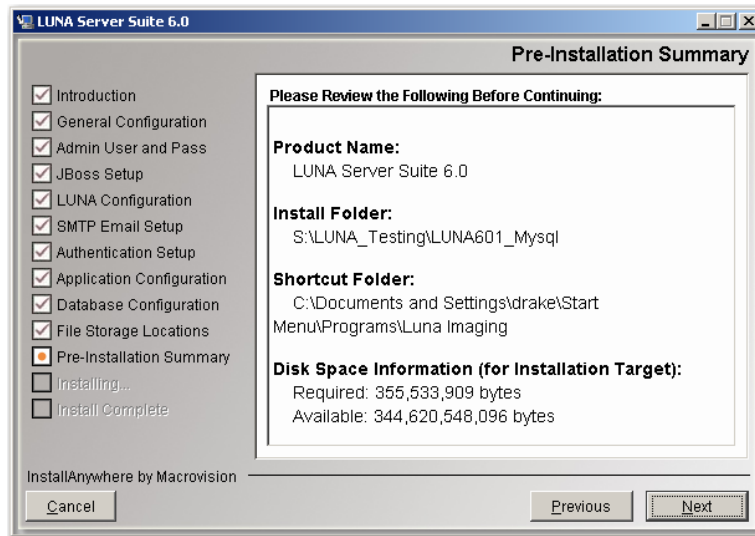 LUNA Server Suite 6.0
Pre-Installation Summary
Introduction
General Configuration
Admin User and Pass
JBoss Setup
LUNA Configuration
SMTP Email Setup
Authentication Setup
Application Configuration
Database Configuration
File Storage Locations
Pre-Installation Summary
Installing...
Install Complete
Please Review the Following Before Continuing:
Product Name:
LUNA Server Suite 6.0
Install Folder:
S:\LUNA_Testing\LUNA601_Mysql
Shortcut Folder:
C:\Documents and Settings\drake\Start
Menu\Programs\Luna Imaging
Disk Space Information (for Installation Target):
Required: 355,533,909 bytes
Available: 344,620,548,096 bytes
InstallAnywhere by Macrovision
Cancel
Previous
Next